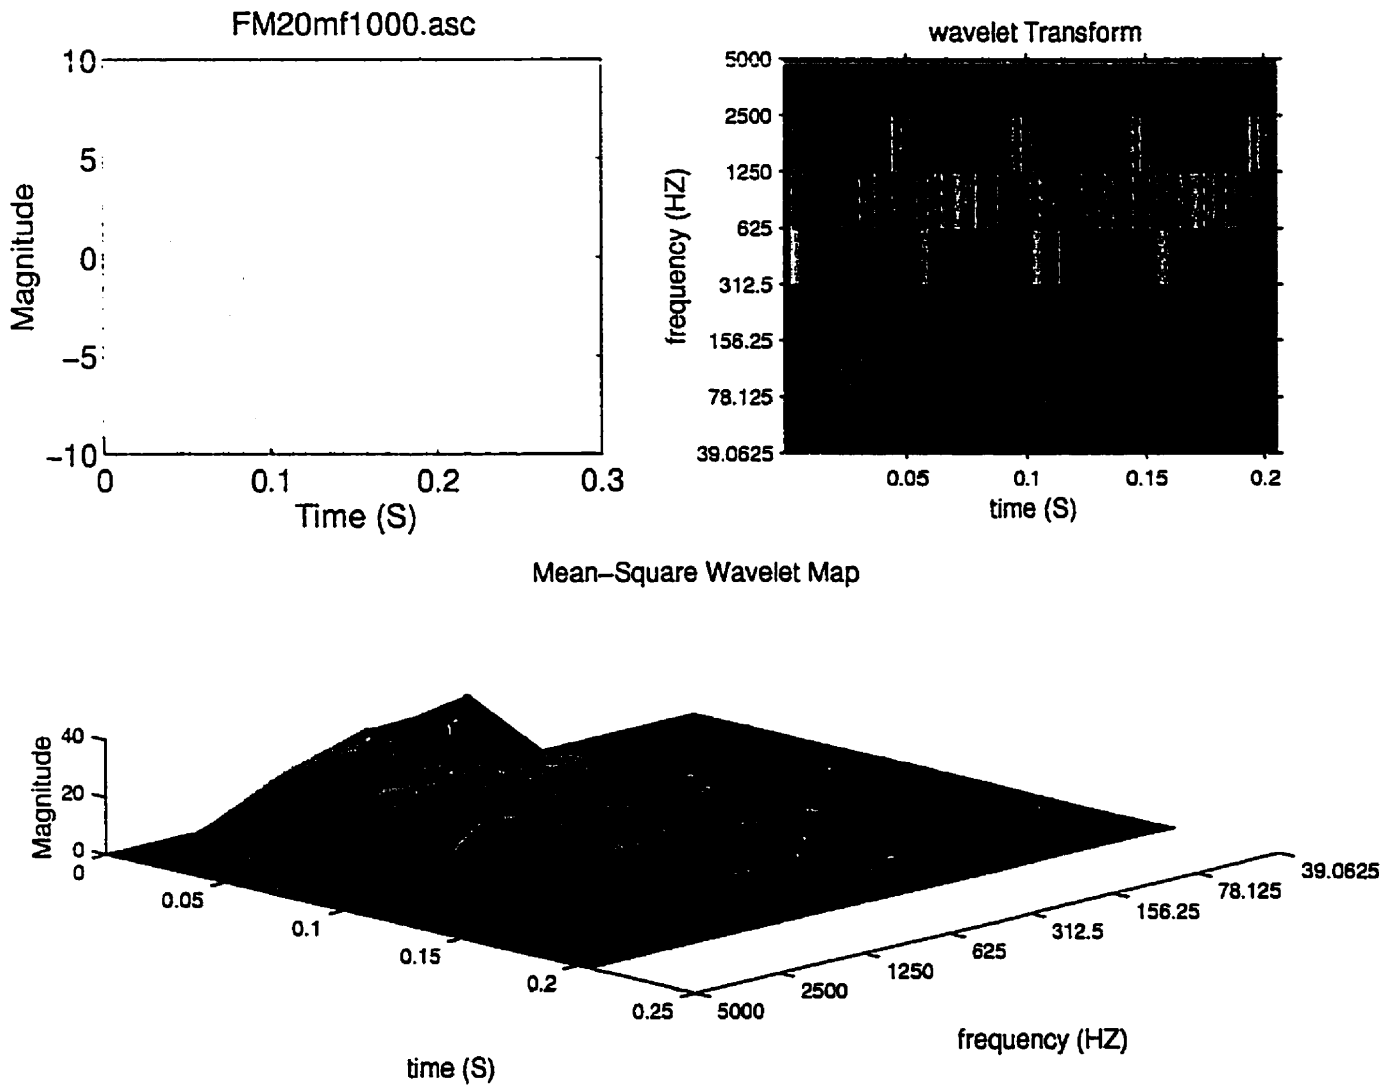 FM20mf1000.asc
10
5
0
−5
−10
Magnitude
0 0.1 0.2 0.3
Time (S)
wavelet Transform
5000
2500
1250
625
312.5
156.25
78.125
39.0625
frequency (HZ)
0.05 0.1 0.15 0.2
time (S)
Mean−Square Wavelet Map
40
20
0
Magnitude
0
0.05
0.1
0.15
0.2
0.25
time (S)
5000
2500
1250
625
312.5
156.25
78.125
39.0625
frequency (HZ)